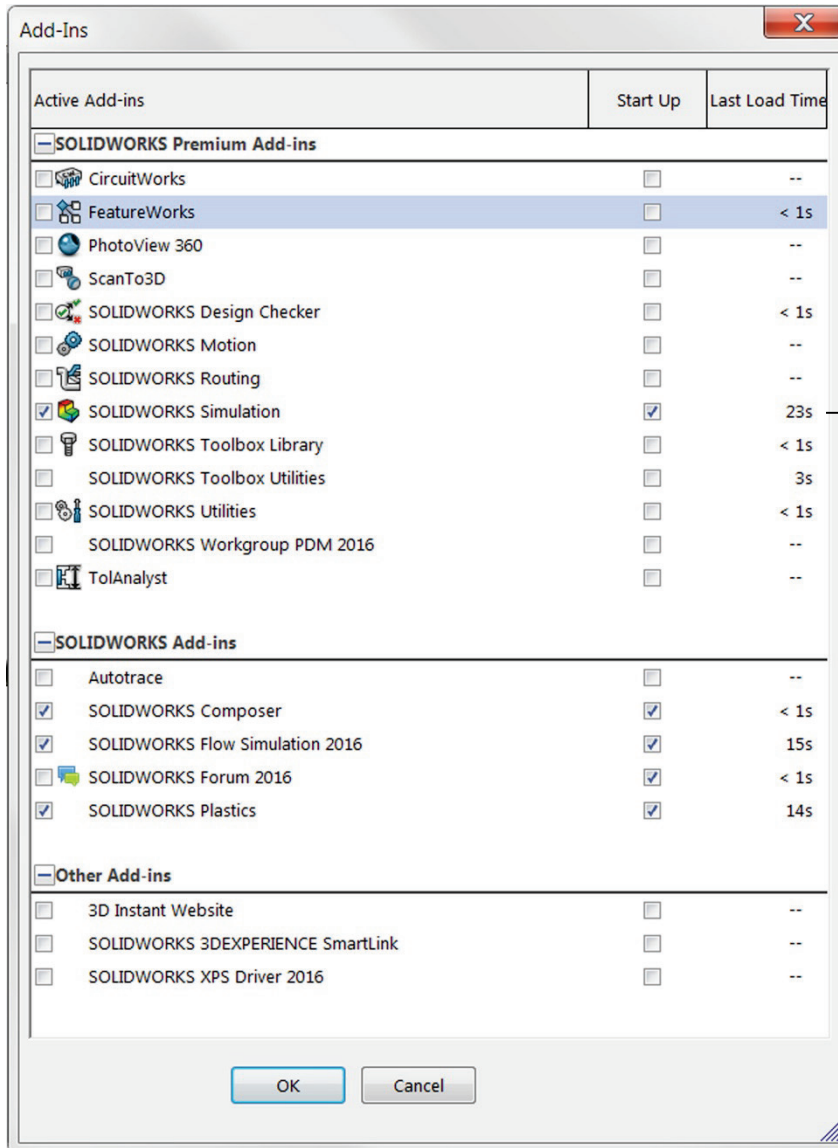 Add-Ins
Active Add-ins Start Up Last Load Time
SOLIDWORKS Premium Add-ins
CircuitWorks --
FeatureWorks < 1s
PhotoView 360 --
ScanTo3D --
SOLIDWORKS Design Checker < 1s
SOLIDWORKS Motion --
SOLIDWORKS Routing --
SOLIDWORKS Simulation 23s
SOLIDWORKS Toolbox Library < 1s
SOLIDWORKS Toolbox Utilities 3s
SOLIDWORKS Utilities < 1s
SOLIDWORKS Workgroup PDM 2016 --
TolAnalyst --
SOLIDWORKS Add-ins
Autotrace --
SOLIDWORKS Composer < 1s
SOLIDWORKS Flow Simulation 2016 15s
SOLIDWORKS Forum 2016 < 1s
SOLIDWORKS Plastics 14s
Other Add-ins
3D Instant Website --
SOLIDWORKS 3DEXPERIENCE SmartLink --
SOLIDWORKS XPS Driver 2016 --
OK Cancel